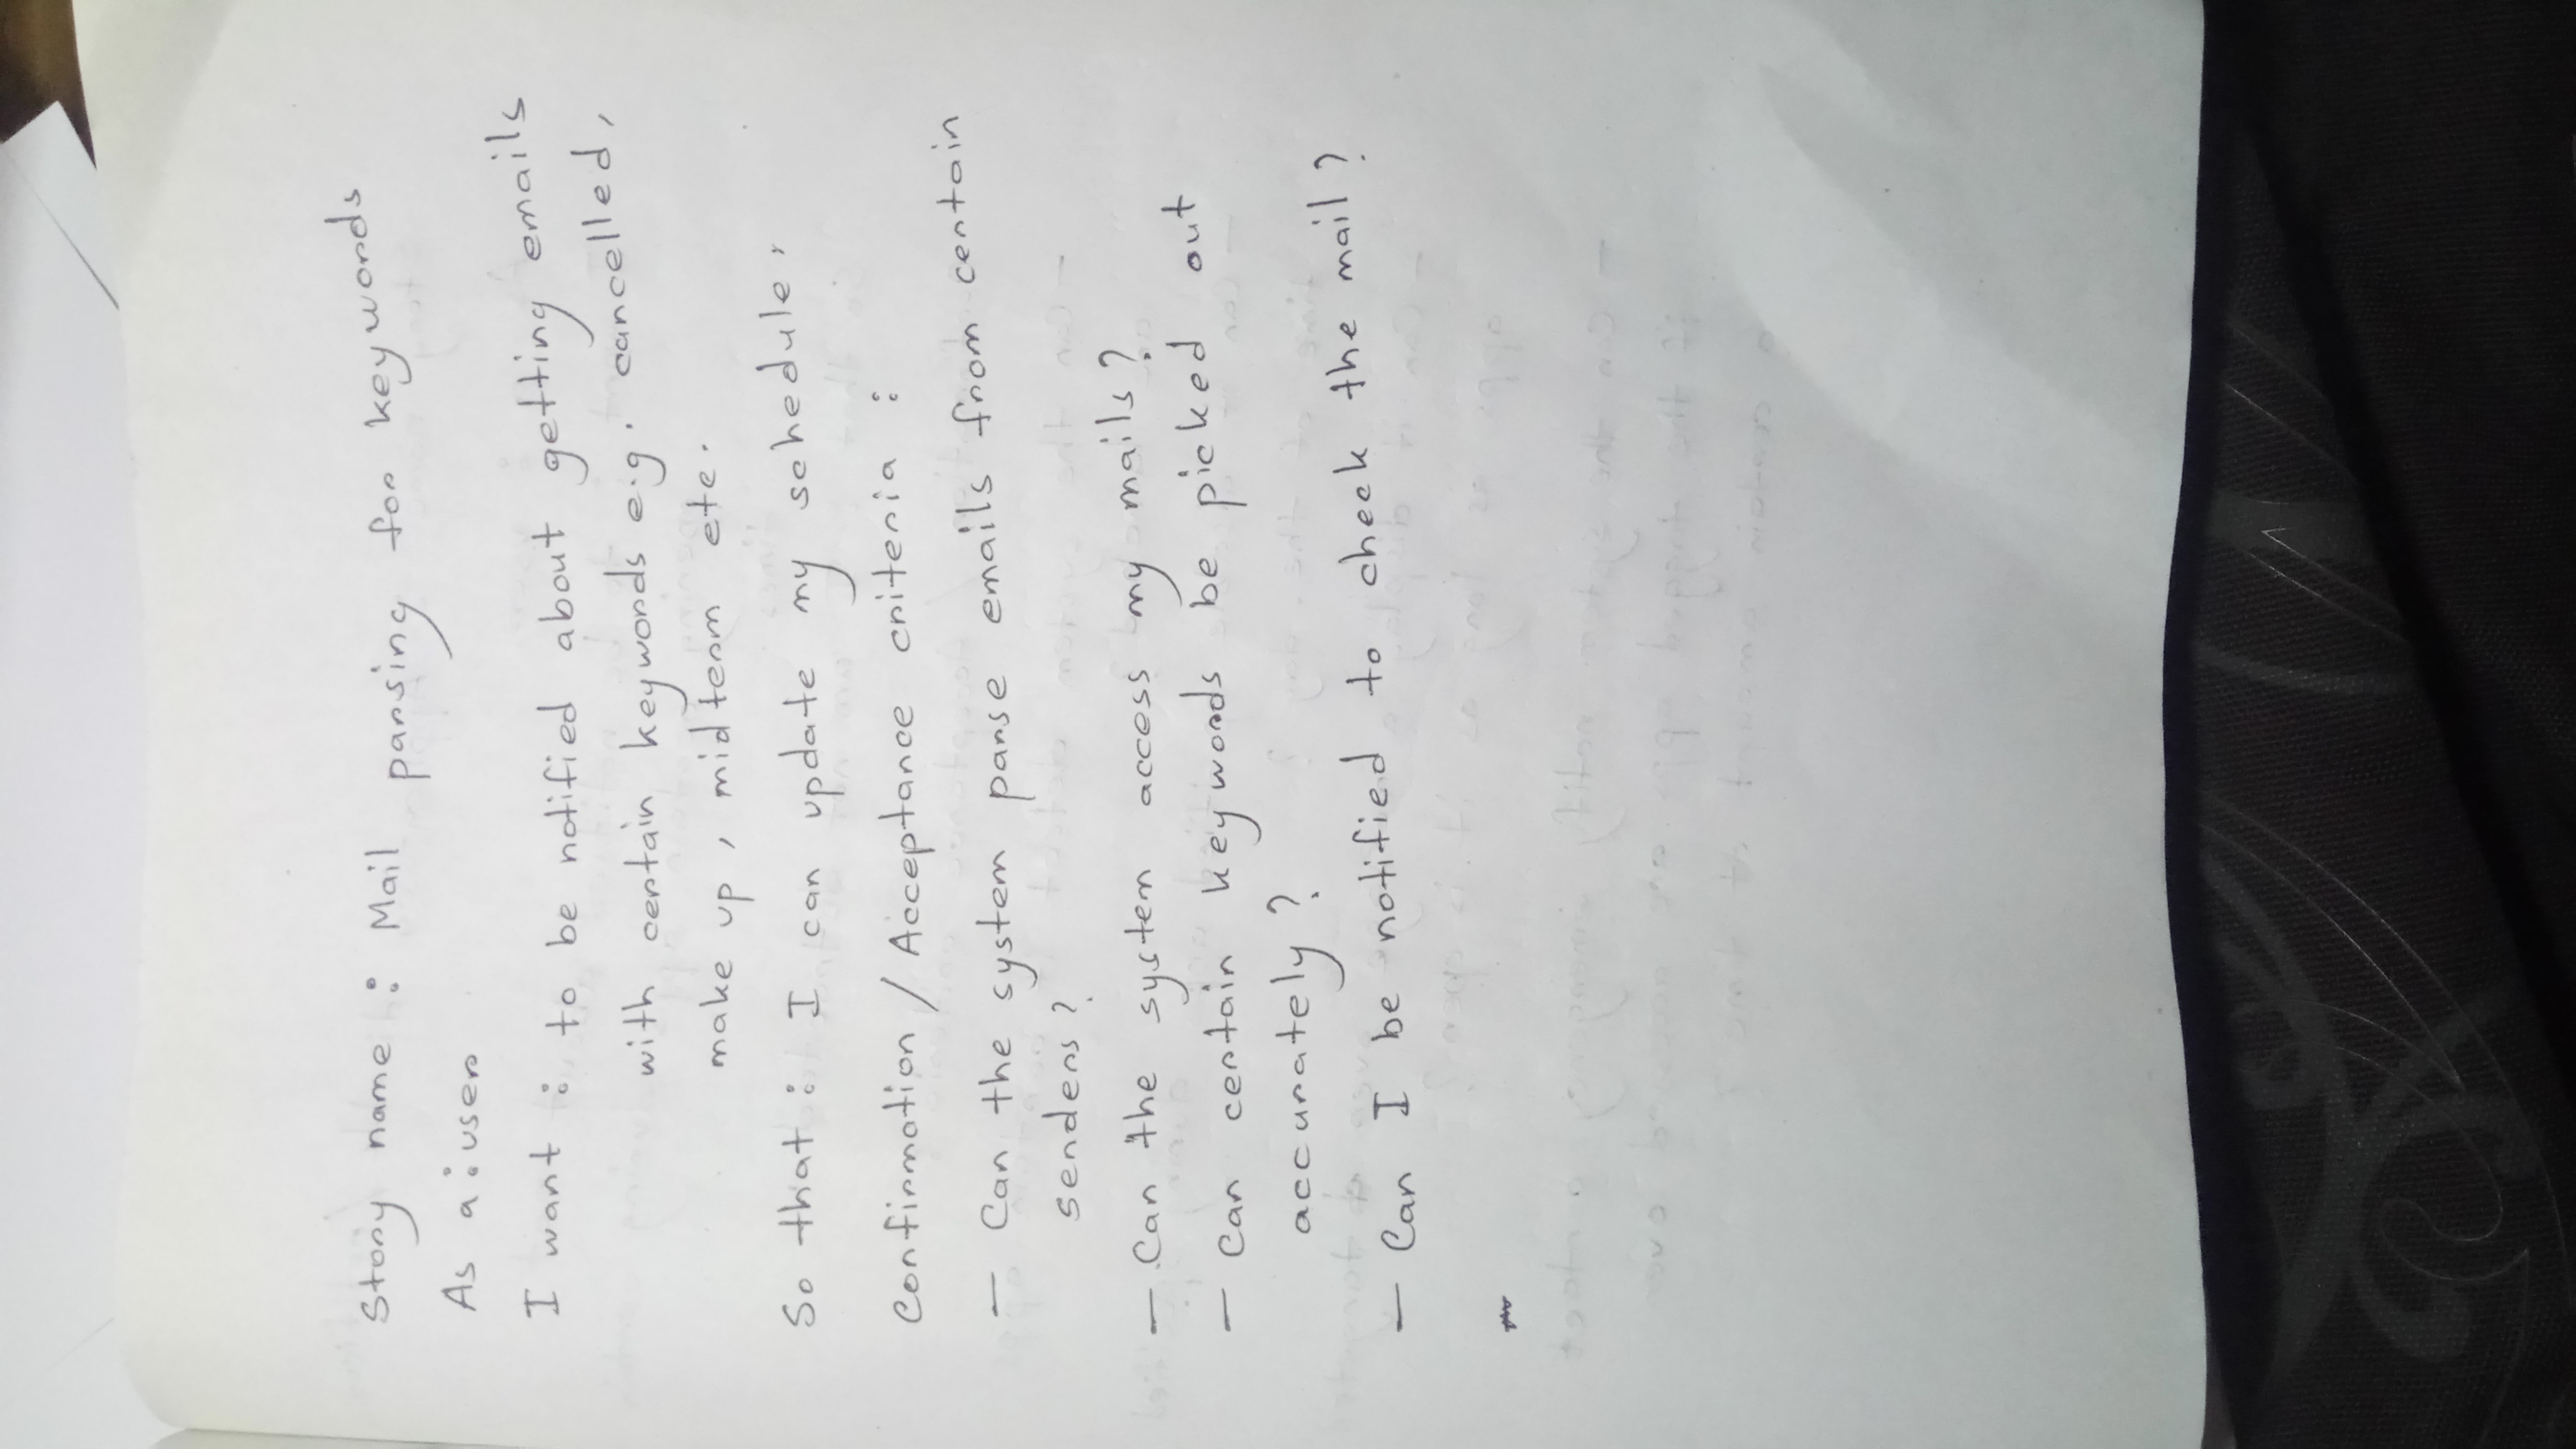 Story name : Mail parsing for keywords
As a : user
I want : to be notified about getting emails
with certain keywords e.g. cancelled,
make up, midterm etc.
So that : I can update my schedule.
Confirmation / Acceptance criteria :
— Can the system parse emails from certain
senders?
— Can the system access my mails?
— Can certain keywords be picked out
accurately?
— Can I be notified to check the mail?